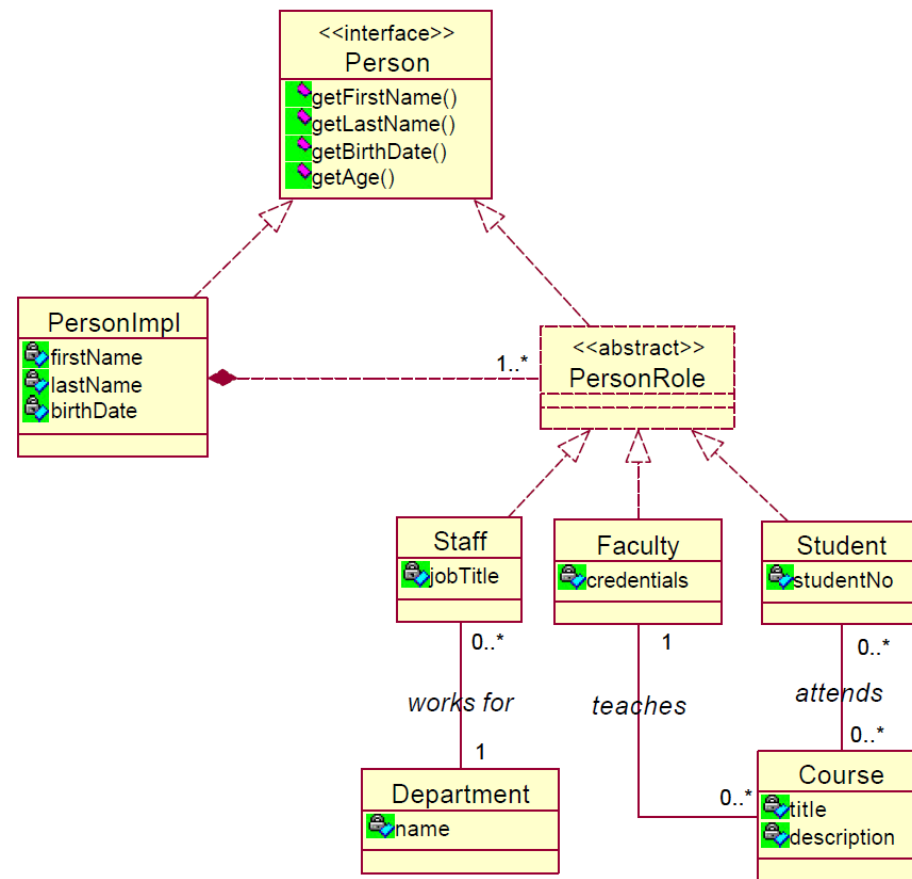 <<interface>>
Person
getFirstName()
getLastName()
getBirthDate()
getAge()
PersonImpl
firstName
lastName
birthDate
1..*
<<abstract>>
PersonRole
Staff
jobTitle
Faculty
credentials
Student
studentNo
0..*
1
0..*
works for
teaches
attends
1
0..*
0..*
Department
name
Course
title
description